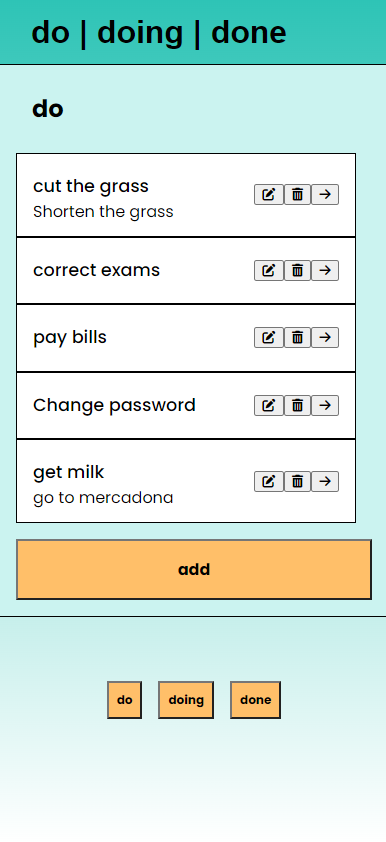 do | doing | done
do
cut the grass
Shorten the grass
correct exams
pay bills
Change password
get milk
go to mercadona
add
do doing done